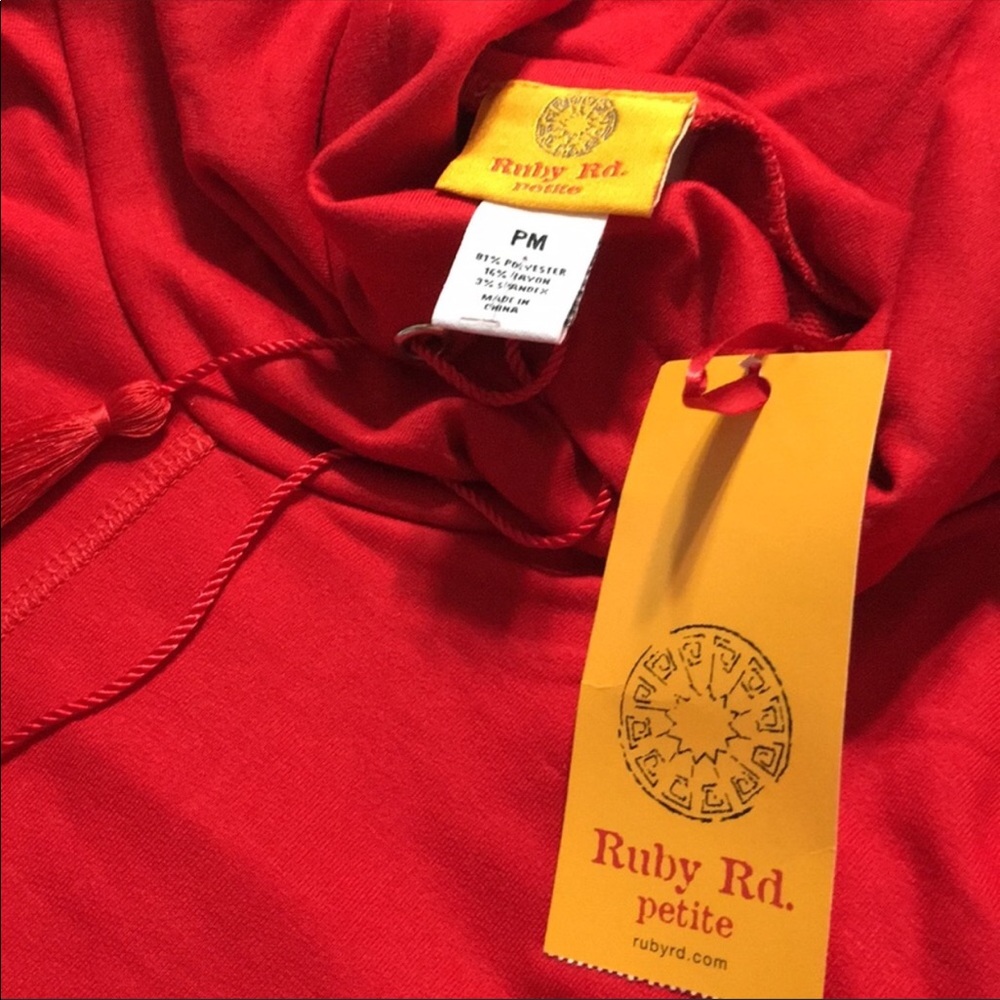 Ruby Rd.
petite
PM
81% POLYESTER
16% RAYON
3% SPANDEX
MADE IN
CHINA
Ruby Rd.
petite
rubyrd.com